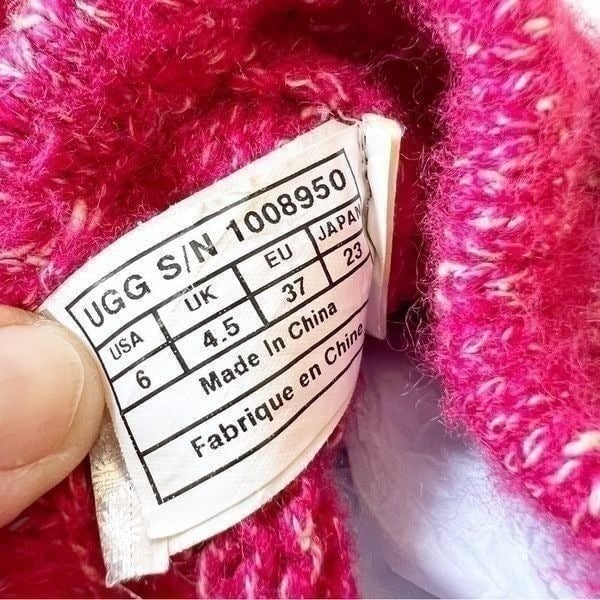 UGG S/N 1008950
USA UK EU JAPAN
6 4.5 37 23
Made In China
Fabrique en Chine